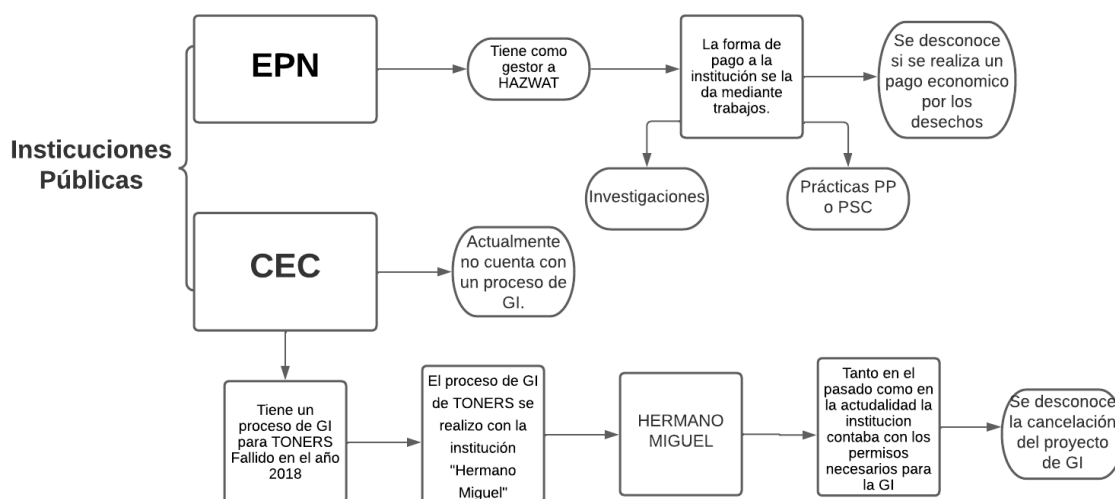 EPN
Tiene como
gestor a
HAZWAT
La forma de
pago a la
institución se la
da mediante
trabajos.
Se desconoce
si se realiza un
pago economico
por los
desechos
Investigaciones
Prácticas PP
o PSC
Insticuciones
Públicas
CEC
Actualmente
no cuenta con
un proceso de
GI.
Tiene un
proceso de GI
para TONERS
Fallido en el año
2018
El proceso de GI
de TONERS se
realizo con la
institución
"Hermano
Miguel"
HERMANO
MIGUEL
Tanto en el
pasado como en
la actudalidad la
institucion
contaba con los
permisos
necesarios para
la GI
Se desconoce
la cancelación
del proyecto
de GI